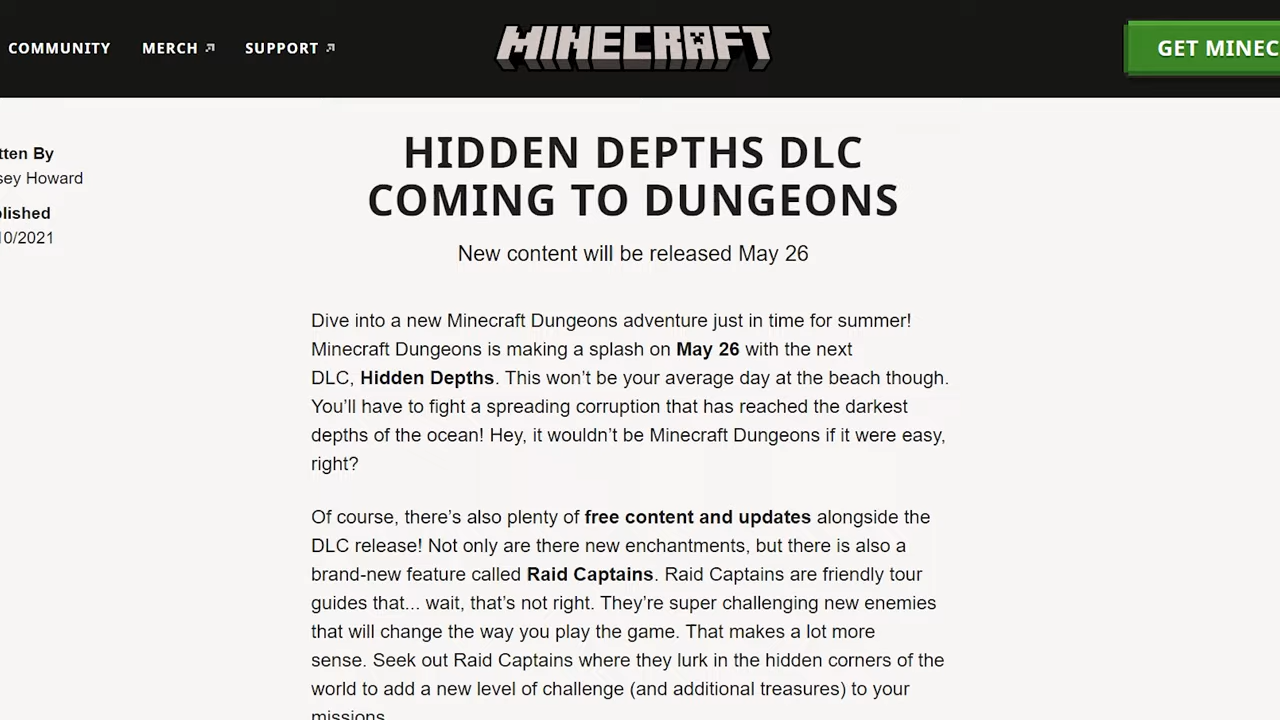 COMMUNITY MERCH SUPPORT MINECRAFT GET MINEC
tten By
sey Howard
lished
10/2021
HIDDEN DEPTHS DLC
COMING TO DUNGEONS
New content will be released May 26
Dive into a new Minecraft Dungeons adventure just in time for summer!
Minecraft Dungeons is making a splash on May 26 with the next
DLC, Hidden Depths. This won’t be your average day at the beach though.
You’ll have to fight a spreading corruption that has reached the darkest
depths of the ocean! Hey, it wouldn’t be Minecraft Dungeons if it were easy,
right?
Of course, there’s also plenty of free content and updates alongside the
DLC release! Not only are there new enchantments, but there is also a
brand-new feature called Raid Captains. Raid Captains are friendly tour
guides that... wait, that’s not right. They’re super challenging new enemies
that will change the way you play the game. That makes a lot more
sense. Seek out Raid Captains where they lurk in the hidden corners of the
world to add a new level of challenge (and additional treasures) to your
missions.